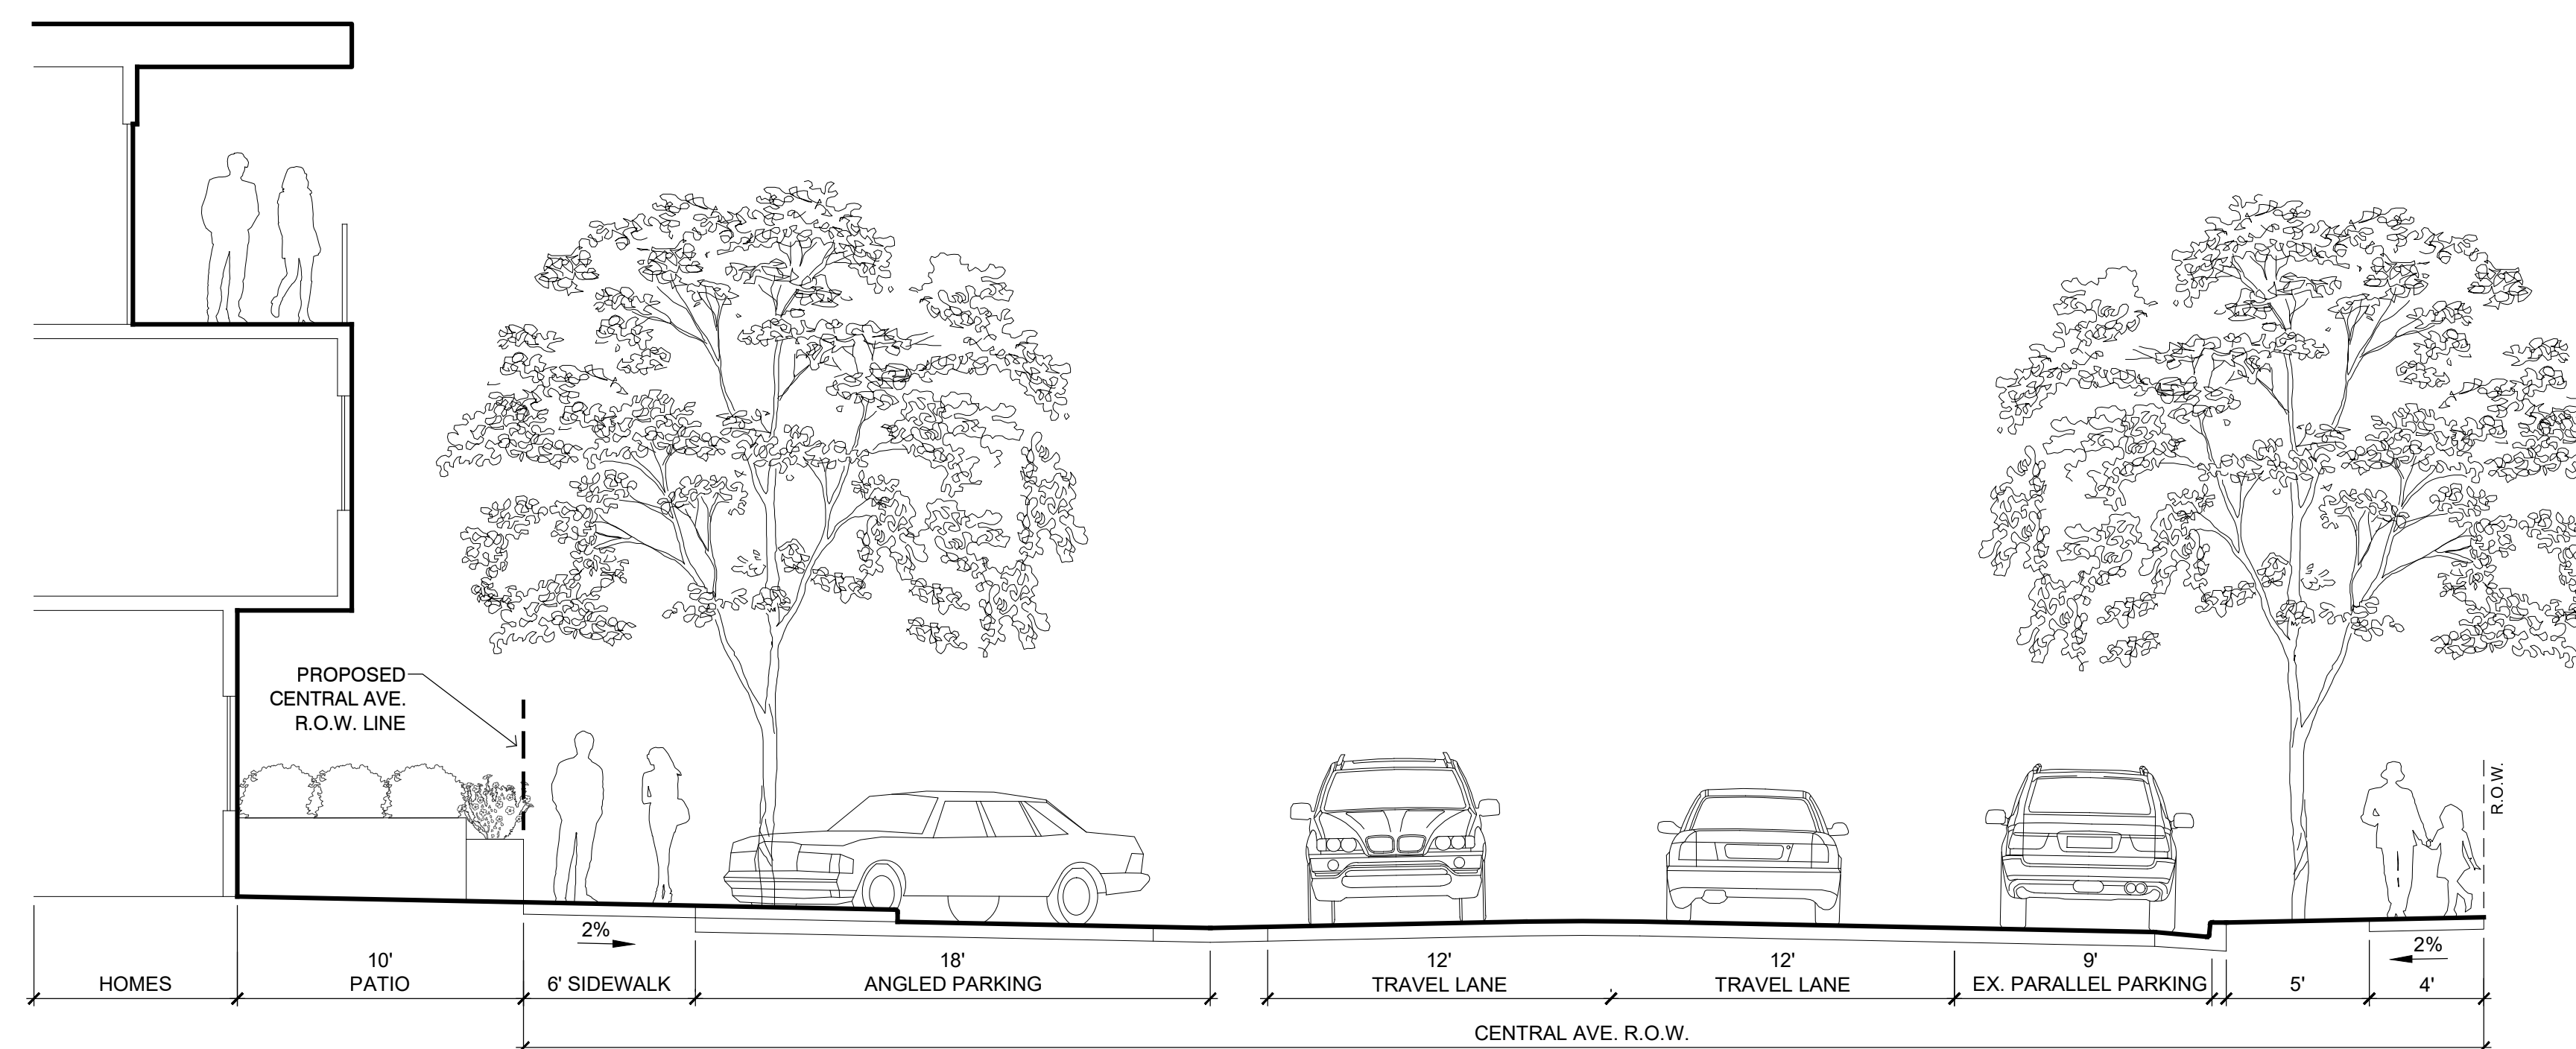 PROPOSED
CENTRAL AVE.
R.O.W. LINE
R.O.W.
2%
2%
HOMES
10'
PATIO
6' SIDEWALK
18'
ANGLED PARKING
12'
TRAVEL LANE
12'
TRAVEL LANE
9'
EX. PARALLEL PARKING
5'
4'
CENTRAL AVE. R.O.W.